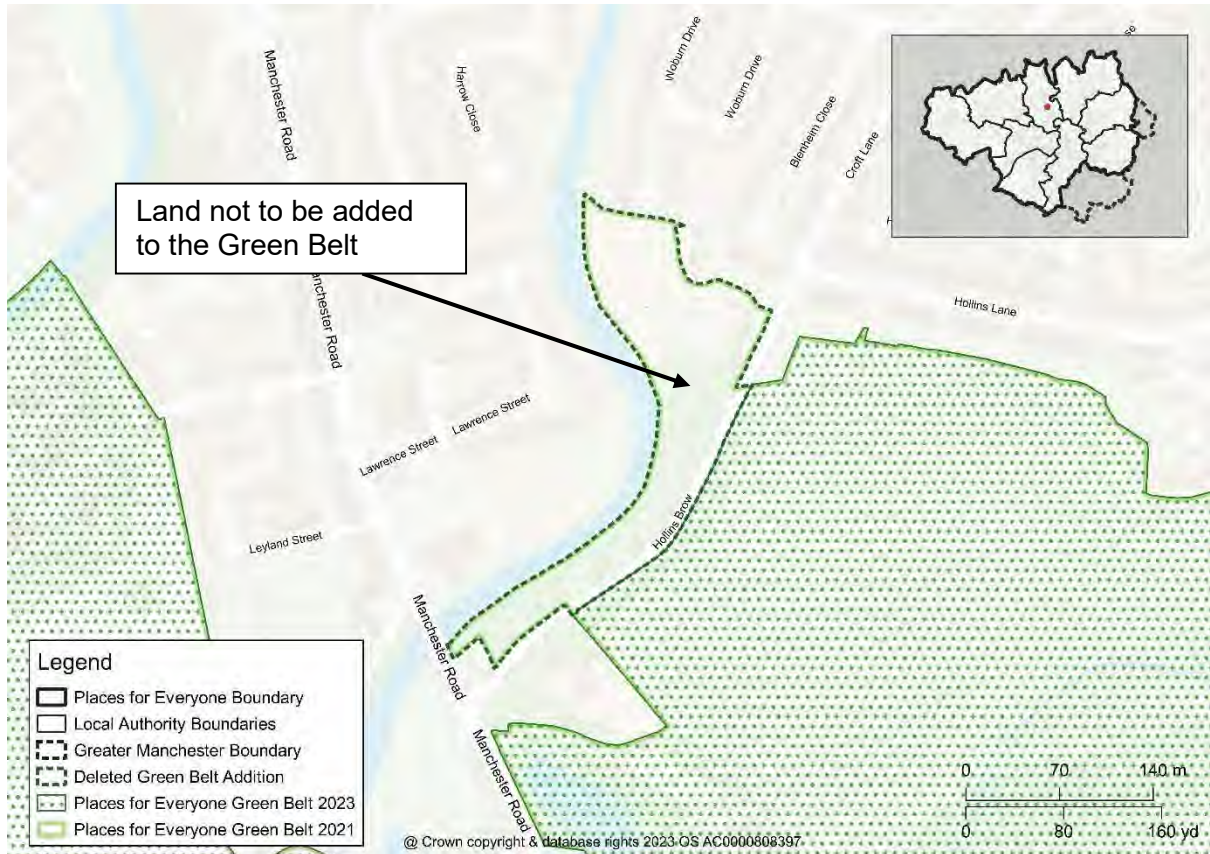 Woburn Drive
Woburn Drive
Manchester Road
Harrow Close
Blenheim Close
Croft Lane
Land not to be added
to the Green Belt
Hollins Lane
Lawrence Street
Lawrence Street
Leyland Street
Hollins Brow
Manchester Road
Manchester Road
Legend
Places for Everyone Boundary
Local Authority Boundaries
Greater Manchester Boundary
Deleted Green Belt Addition
Places for Everyone Green Belt 2023
Places for Everyone Green Belt 2021
0 70 140 m
0 80 160 yd
@ Crown copyright & database rights 2023 OS AC0000808397